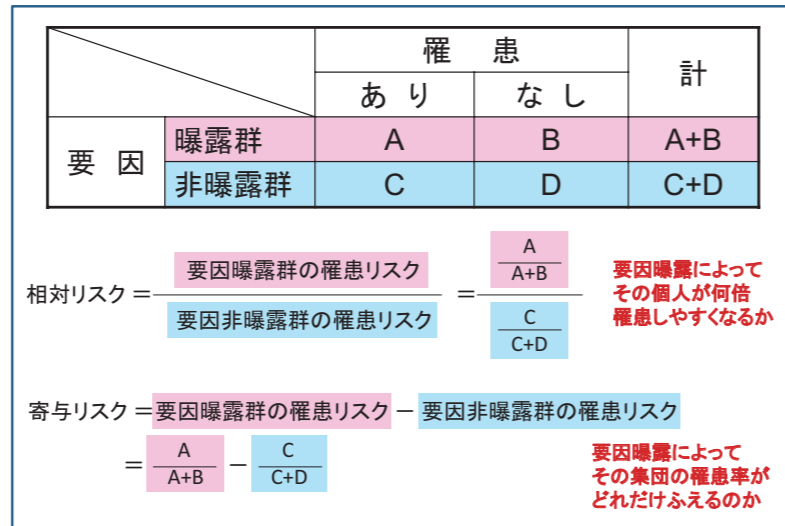 罹　患
計
あ り
な し
要 因
曝露群
A
B
A+B
非曝露群
C
D
C+D
相対リスク＝
要因曝露群の罹患リスク
要因非曝露群の罹患リスク
＝
A
A+B
C
C+D
要因曝露によって
その個人が何倍
罹患しやすくなるか
寄与リスク＝要因曝露群の罹患リスク－要因非曝露群の罹患リスク
＝
A
A+B
－
C
C+D
要因曝露によって
その集団の罹患率が
どれだけふえるのか